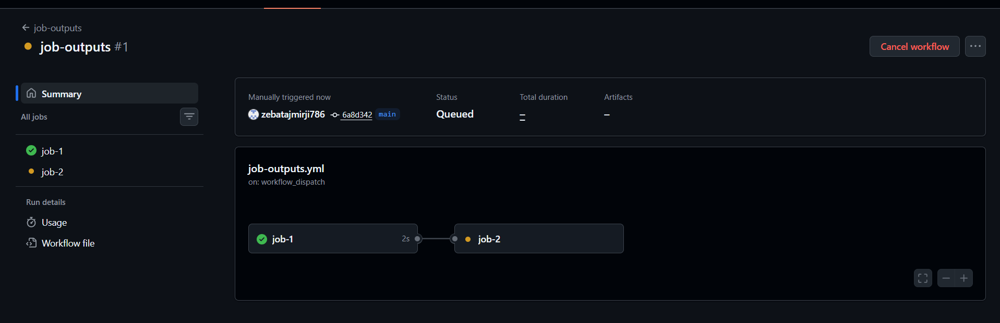 job-outputs
job-outputs #1
Cancel workflow
Summary
All jobs
job-1
job-2
Run details
Usage
Workflow file
Manually triggered now
zebatajmirji786 6a8d342 main
Status
Queued
Total duration
–
Artifacts
–
job-outputs.yml
on: workflow_dispatch
job-1 2s
job-2